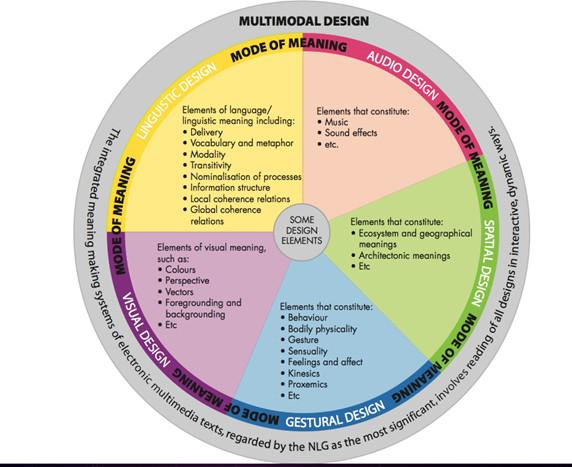 MULTIMODAL DESIGN
MODE OF MEANING
LINGUISTIC DESIGN
MODE OF MEANING
Elements of language/
linguistic meaning including:
• Delivery
• Vocabulary and metaphor
• Modality
• Transitivity
• Nominalisation of processes
• Information structure
• Local coherence relations
• Global coherence
relations
AUDIO DESIGN
MODE OF MEANING
Elements that constitute:
• Music
• Sound effects
• etc.
SPATIAL DESIGN
MODE OF MEANING
Elements that constitute:
• Ecosystem and geographical
meanings
• Architectonic meanings
• Etc
SOME
DESIGN
ELEMENTS
Elements of visual meaning,
such as:
• Colours
• Perspective
• Vectors
• Foregrounding and
backgrounding
• Etc
VISUAL DESIGN
MODE OF MEANING
Elements that constitute:
• Behaviour
• Bodily physicality
• Gesture
• Sensuality
• Feelings and affect
• Kinesics
• Proxemics
• Etc
MODE OF MEANING
GESTURAL DESIGN
The integrated meaning making systems of electronic multimedia texts, regarded by the NLG as the most significant, involves reading of all designs in interactive, dynamic ways.